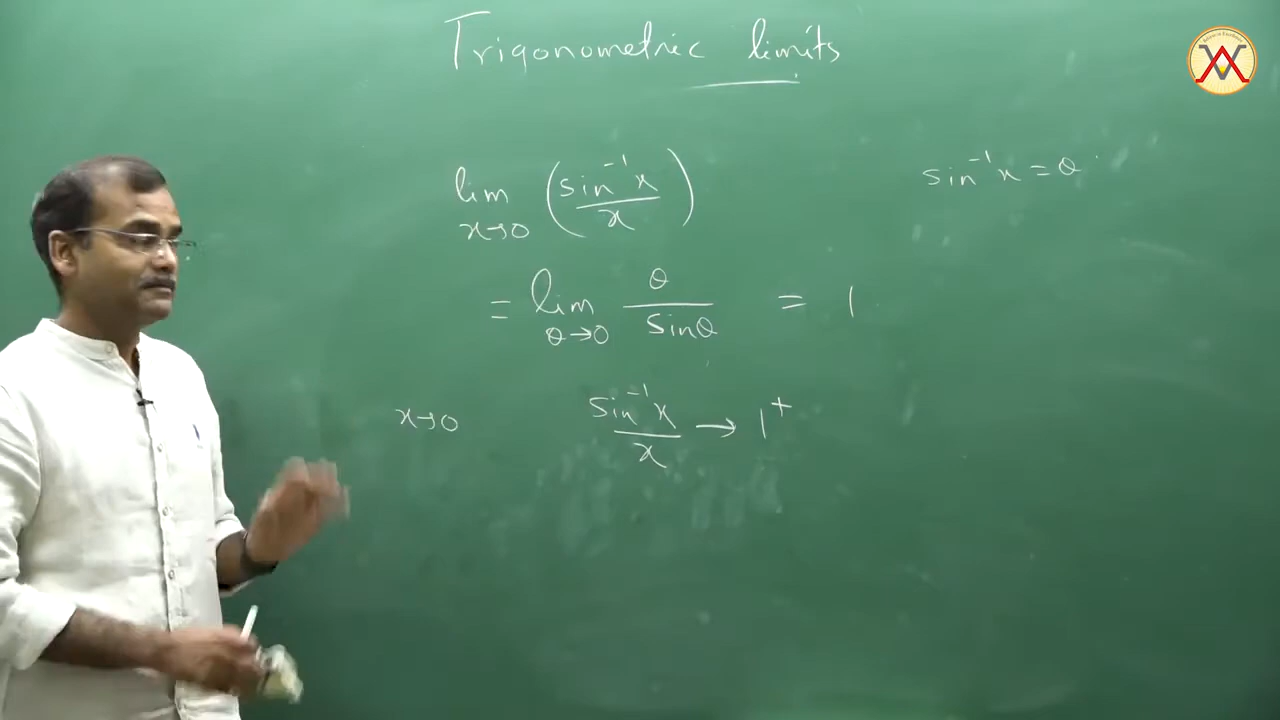 Trigonometric limits
lim x→0 (sin⁻¹x / x)
sin⁻¹x = θ
= lim θ→0 θ / sinθ = 1
x→0 sin⁻¹x / x → 1⁺